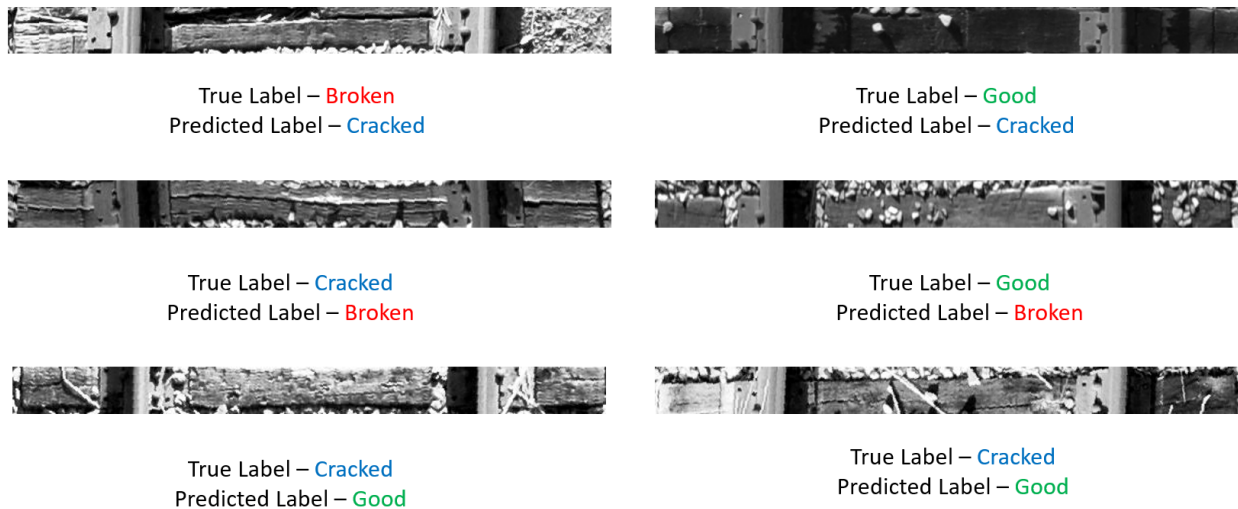 True Label – Broken
Predicted Label – Cracked
True Label – Good
Predicted Label – Cracked
True Label – Cracked
Predicted Label – Broken
True Label – Good
Predicted Label – Broken
True Label – Cracked
Predicted Label – Good
True Label – Cracked
Predicted Label – Good